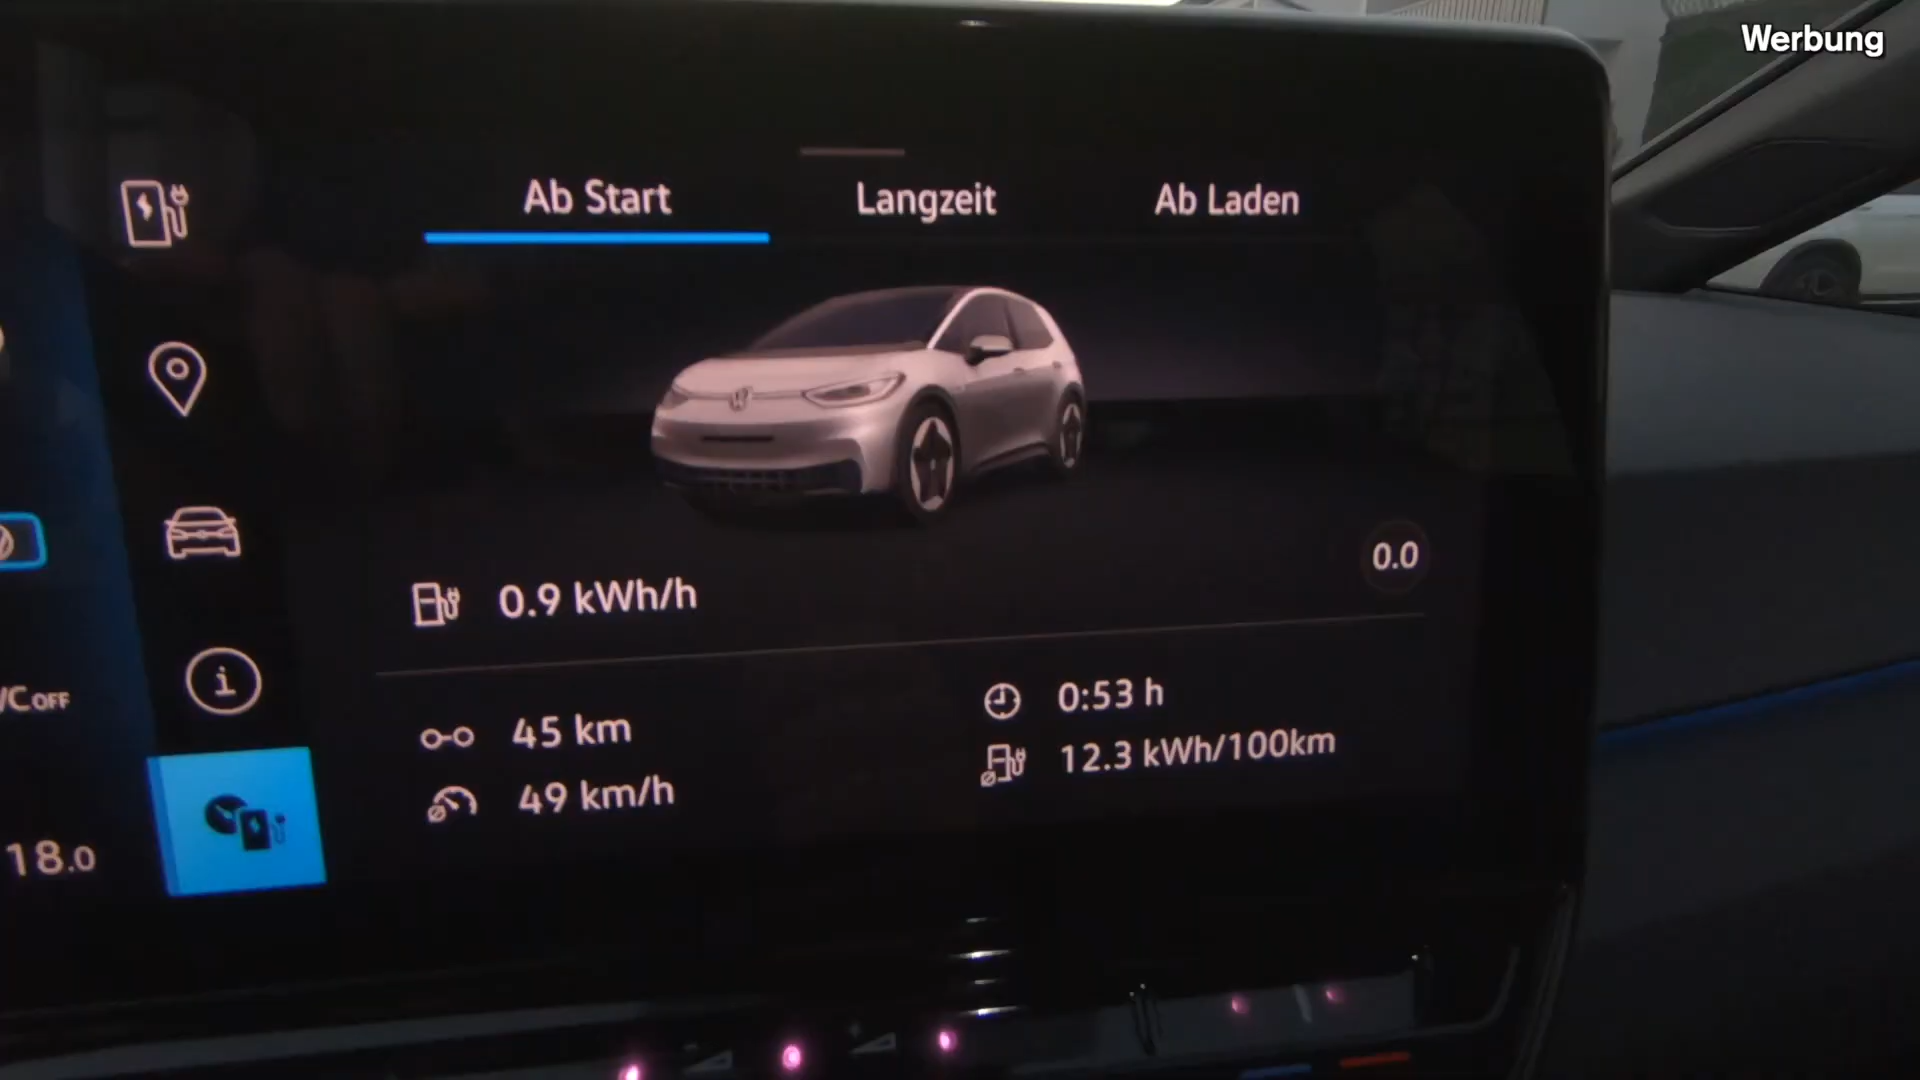 Werbung
Ab Start Langzeit Ab Laden
0.0
0.9 kWh/h
0:53 h
45 km
12.3 kWh/100km
49 km/h
/C OFF
18.0